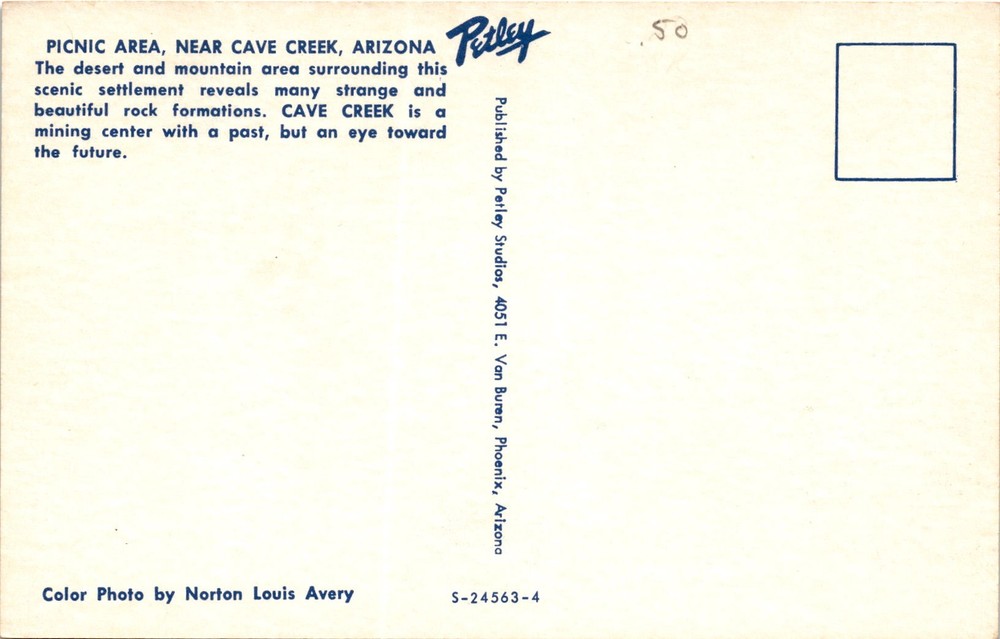 PICNIC AREA, NEAR CAVE CREEK, ARIZONA
The desert and mountain area surrounding this
scenic settlement reveals many strange and
beautiful rock formations. CAVE CREEK is a
mining center with a past, but an eye toward
the future.
Petley
.50
Published by Petley Studios, 4051 E. Van Buren, Phoenix, Arizona
Color Photo by Norton Louis Avery
S-24563-4